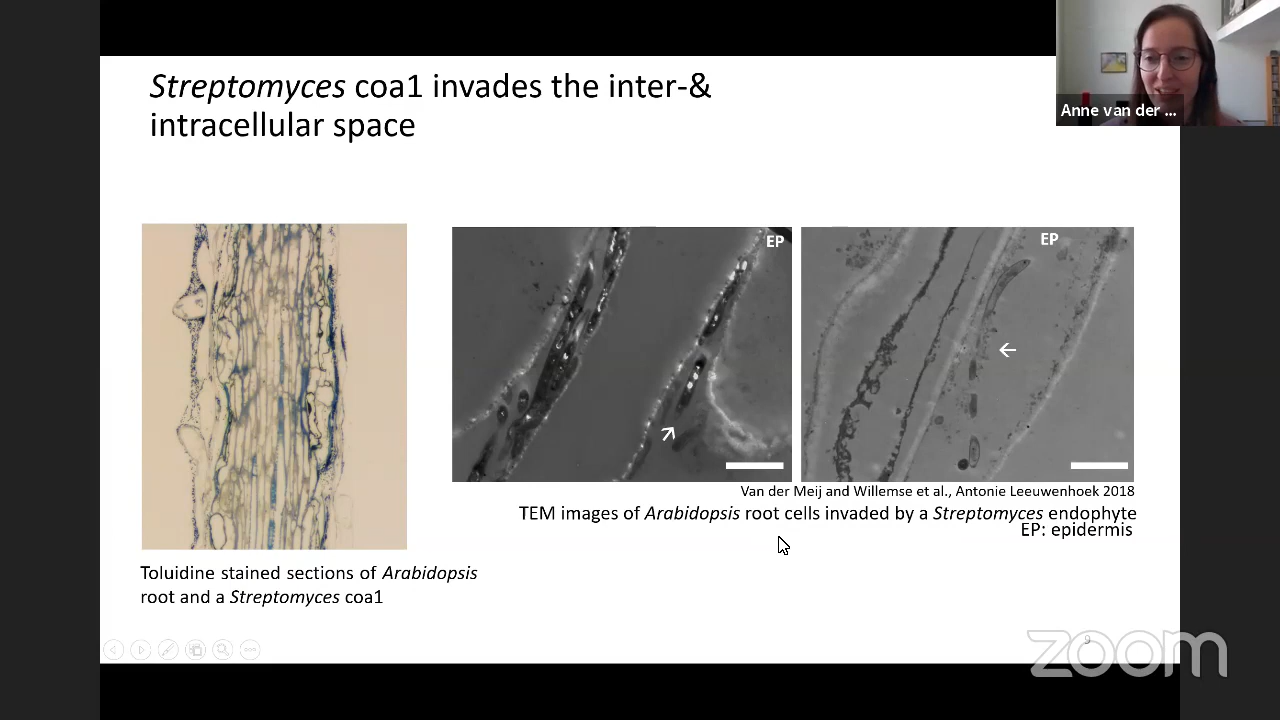 Streptomyces coa1 invades the inter-&
intracellular space
Anne van der ...
EP
EP
Van der Meij and Willemse et al., Antonie Leeuwenhoek 2018
TEM images of Arabidopsis root cells invaded by a Streptomyces endophyte
EP: epidermis
Toluidine stained sections of Arabidopsis
root and a Streptomyces coa1
9
zoom